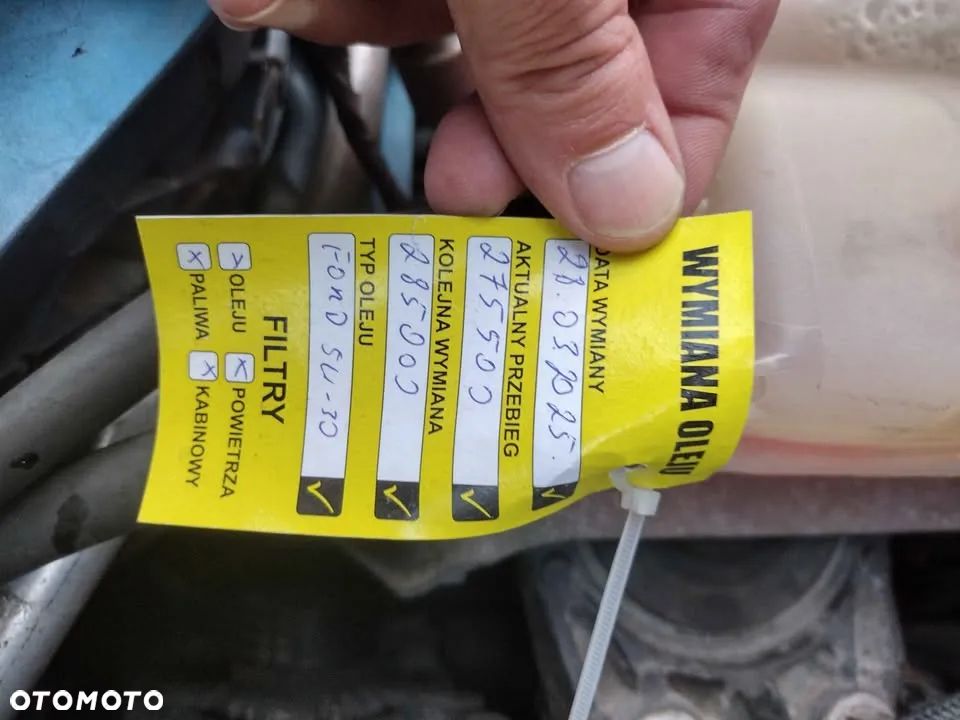 WYMIANA OLEJU
DATA WYMIANY
28.03.2025.
AKTUALNY PRZEBIEG
275500
KOLEJNA WYMIANA
285000
TYP OLEJU
FORD 5W-30
FILTRY
OLEJU
POWIETRZA
PALIWA
KABINOWY
OTOMOTO